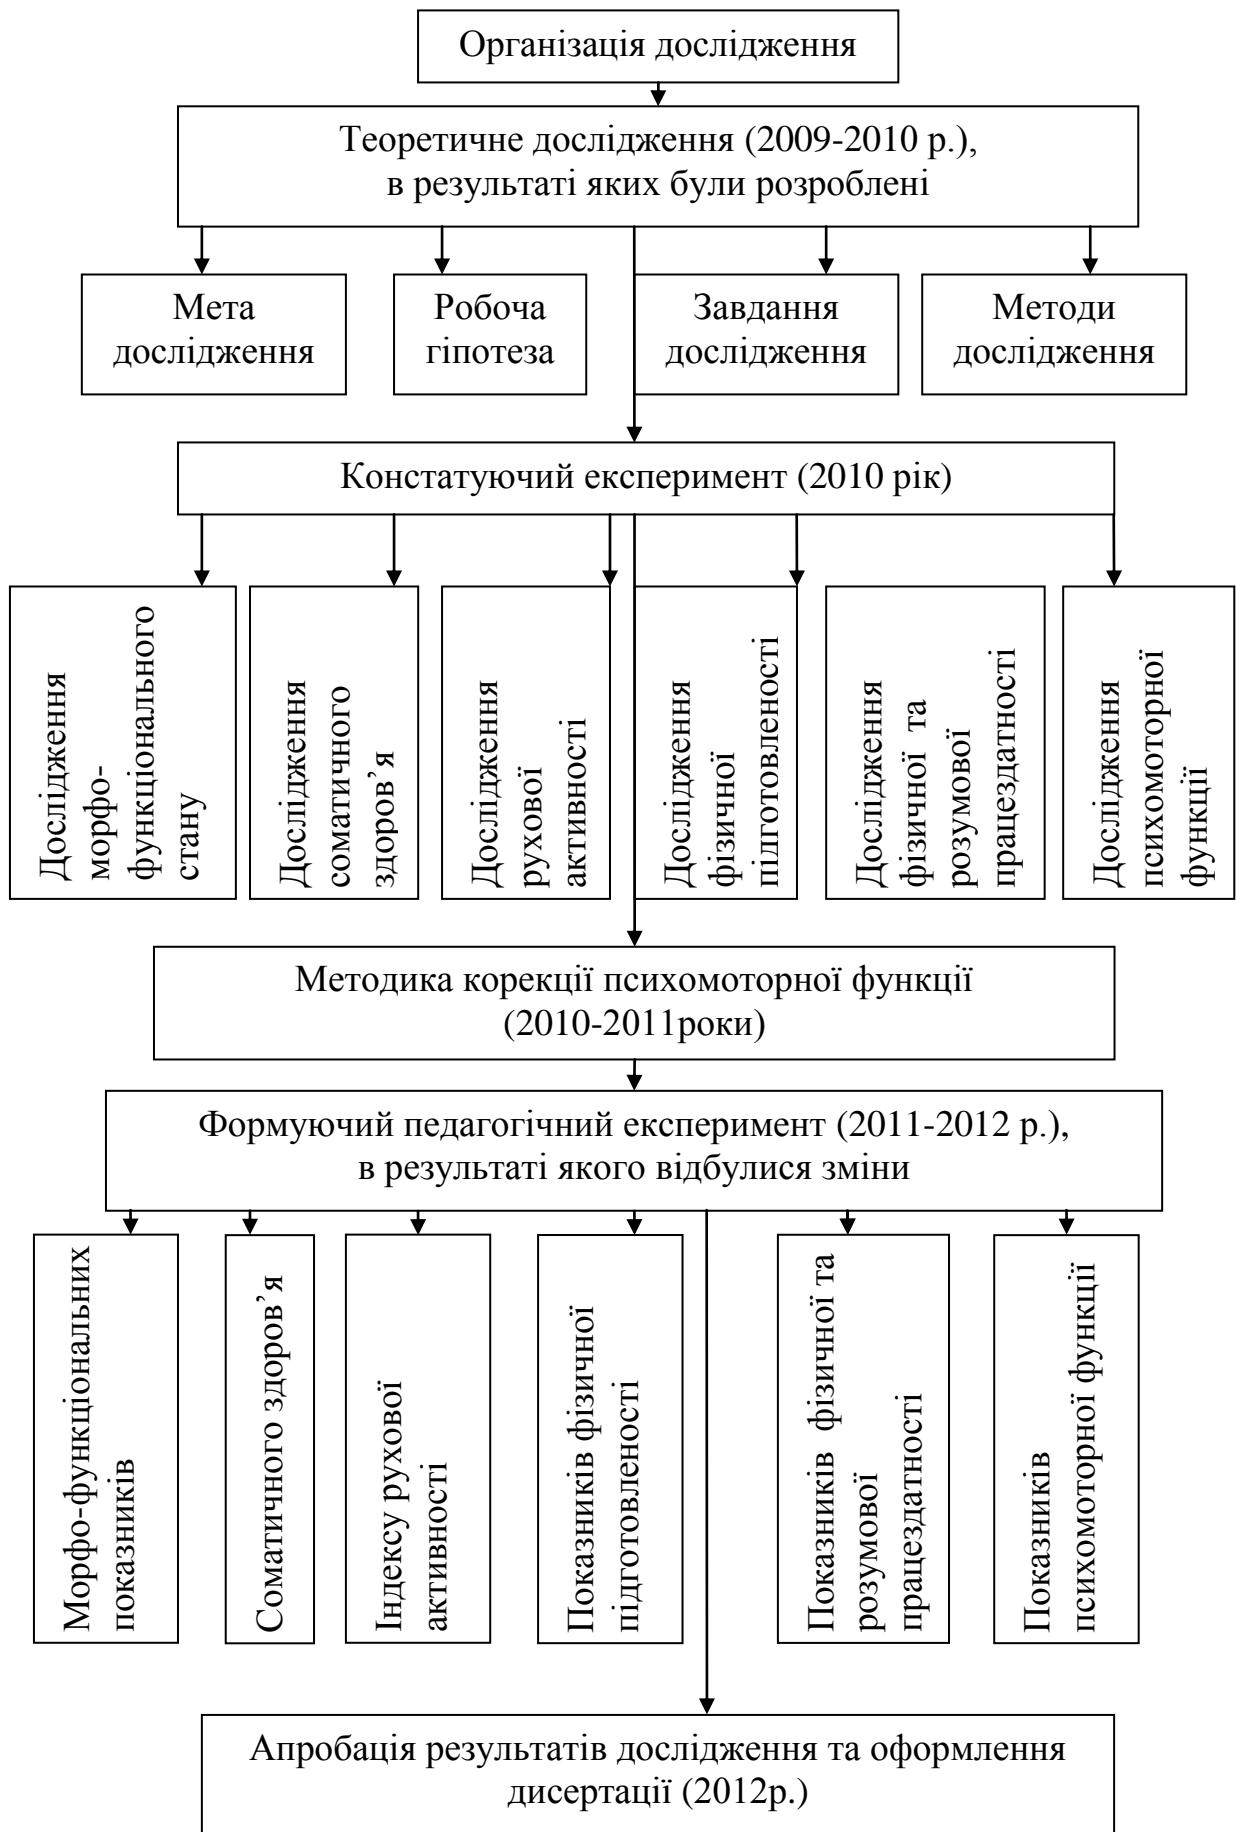 Організація дослідження
Теоретичне дослідження (2009-2010 р.),
в результаті яких були розроблені
Мета
дослідження
Робоча
гіпотеза
Завдання
дослідження
Методи
дослідження
Констатуючий експеримент (2010 рік)
Дослідження
морфо-
функціонального
стану
Дослідження
соматичного
здоров’я
Дослідження
рухової
активності
Дослідження
фізичної
підготовленості
Дослідження
фізичної та
розумової
працездатності
Дослідження
психомоторної
функції
Методика корекції психомоторної функції
(2010-2011роки)
Формуючий педагогічний експеримент (2011-2012 р.),
в результаті якого відбулися зміни
Морфо-функціональних
показників
Соматичного здоров’я
Індексу рухової
активності
Показників фізичної
підготовленості
Показників фізичної та
розумової
працездатності
Показників
психомоторної функції
Апробація результатів дослідження та оформлення
дисертації (2012р.)